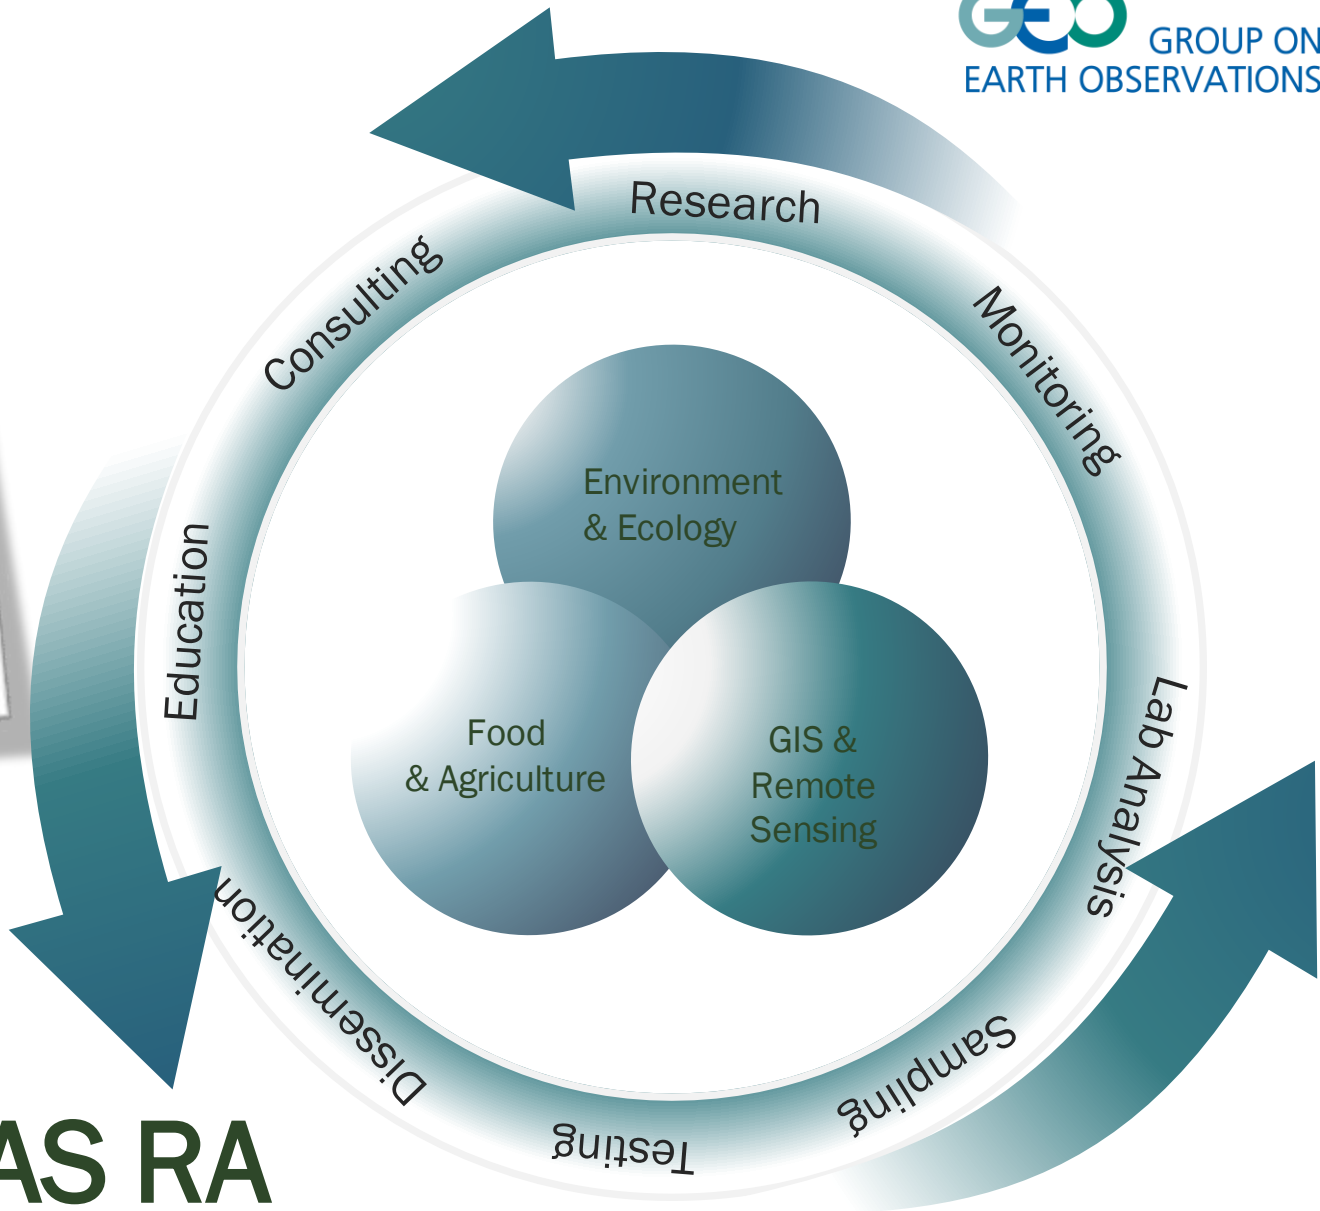 GEO GROUP ON
EARTH OBSERVATIONS
Research
Monitoring
Lab Analysis
Sampling
Testing
Dissemination
Education
Consulting
Environment
& Ecology
Food
& Agriculture
GIS &
Remote
Sensing
AS RA